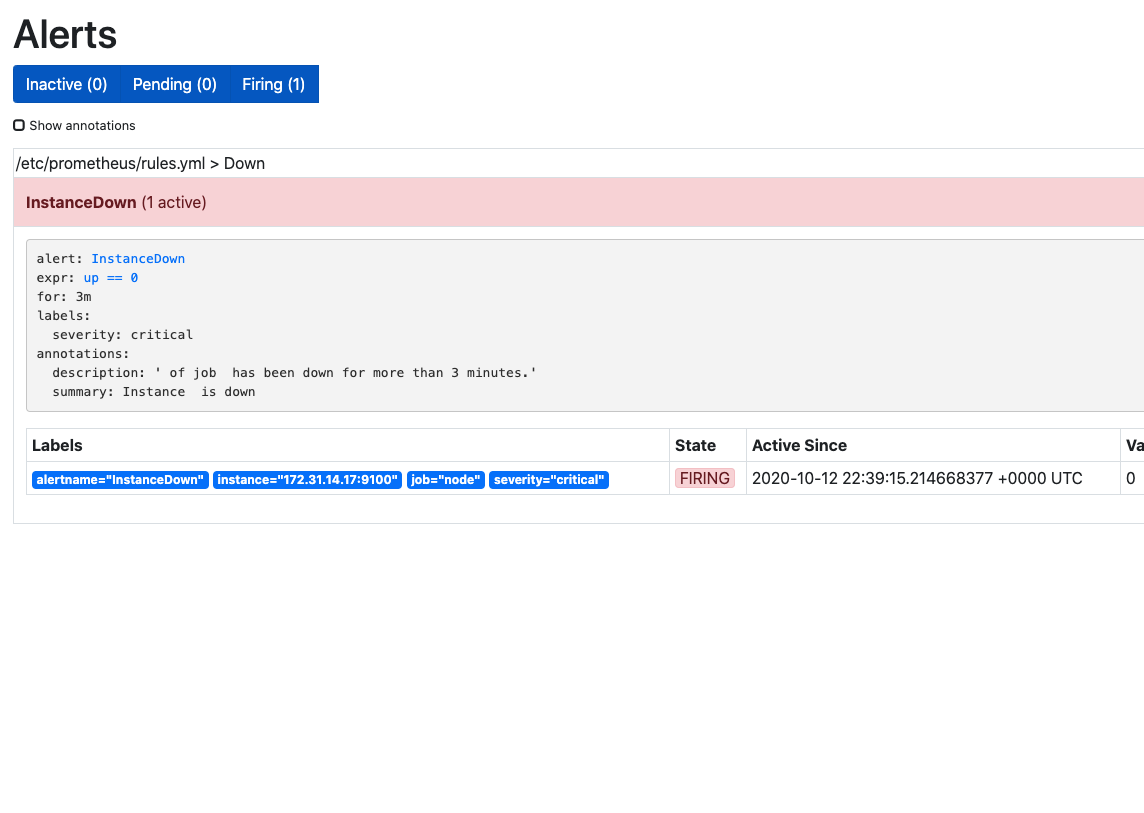 Alerts
Inactive (0) Pending (0) Firing (1)
Show annotations
/etc/prometheus/rules.yml > Down
InstanceDown (1 active)
alert: InstanceDown
expr: up == 0
for: 3m
labels:
  severity: critical
annotations:
  description: ' of job  has been down for more than 3 minutes.'
  summary: Instance  is down
Labels State Active Since Va
alertname="InstanceDown" instance="172.31.14.17:9100" job="node" severity="critical" FIRING 2020-10-12 22:39:15.214668377 +0000 UTC 0